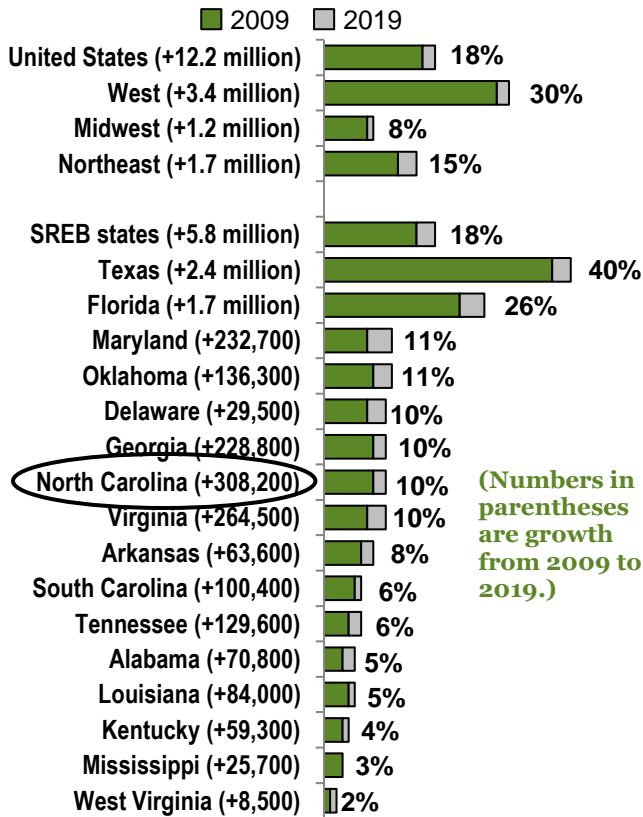 2009 2019
United States (+12.2 million) 18%
West (+3.4 million) 30%
Midwest (+1.2 million) 8%
Northeast (+1.7 million) 15%
SREB states (+5.8 million) 18%
Texas (+2.4 million) 40%
Florida (+1.7 million) 26%
Maryland (+232,700) 11%
Oklahoma (+136,300) 11%
Delaware (+29,500) 10%
Georgia (+228,800) 10%
North Carolina (+308,200) 10%
Virginia (+264,500) 10%
Arkansas (+63,600) 8%
South Carolina (+100,400) 6%
Tennessee (+129,600) 6%
Alabama (+70,800) 5%
Louisiana (+84,000) 5%
Kentucky (+59,300) 4%
Mississippi (+25,700) 3%
West Virginia (+8,500) 2%
(Numbers in
parentheses
are growth
from 2009 to
2019.)